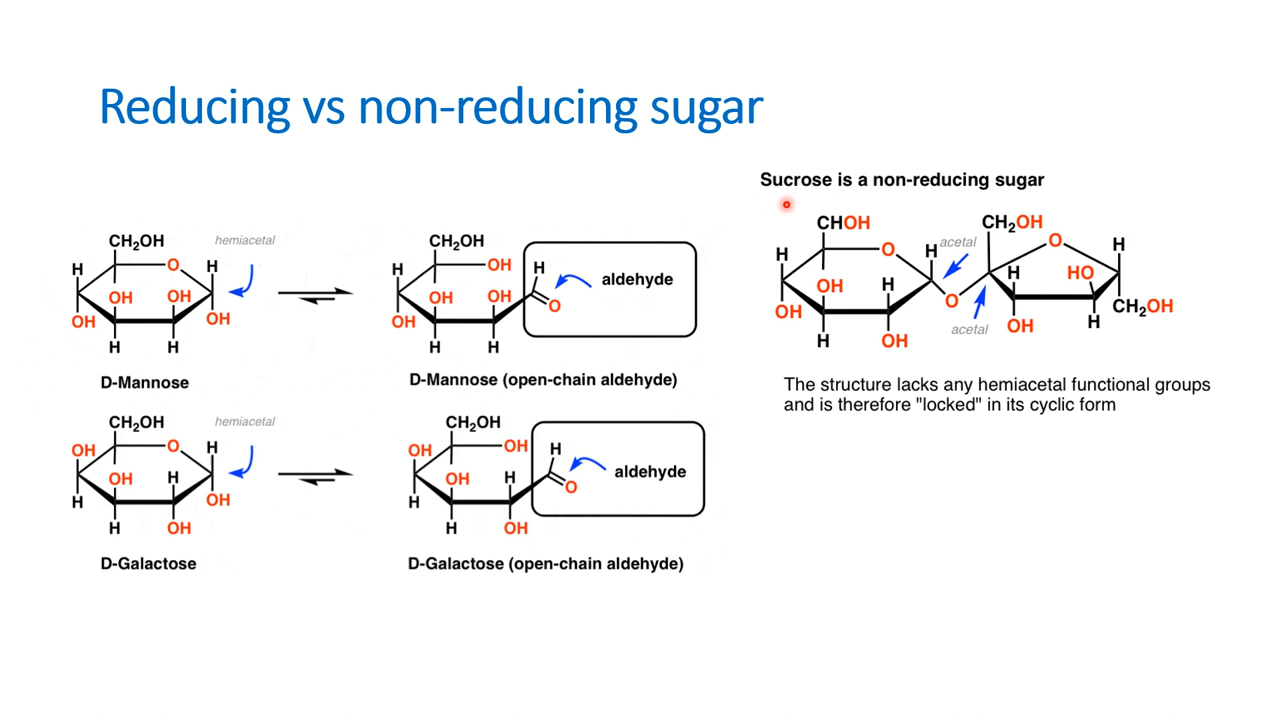 Reducing vs non-reducing sugar
Sucrose is a non-reducing sugar
CH₂OH
hemiacetal
H
O
H
OH
OH
OH
OH
H
H
D-Mannose
CH₂OH
OH
H
H
aldehyde
OH
OH
O
OH
H
H
D-Mannose (open-chain aldehyde)
CH₂OH
hemiacetal
OH
O
H
OH
H
OH
H
H
OH
D-Galactose
CH₂OH
OH
OH
H
aldehyde
OH
H
O
H
H
OH
D-Galactose (open-chain aldehyde)
CHOH
H
O
H
acetal
OH
H
OH
O
H
OH
acetal
CH₂OH
O
H
H
HO
CH₂OH
OH
H
The structure lacks any hemiacetal functional groups
and is therefore "locked" in its cyclic form